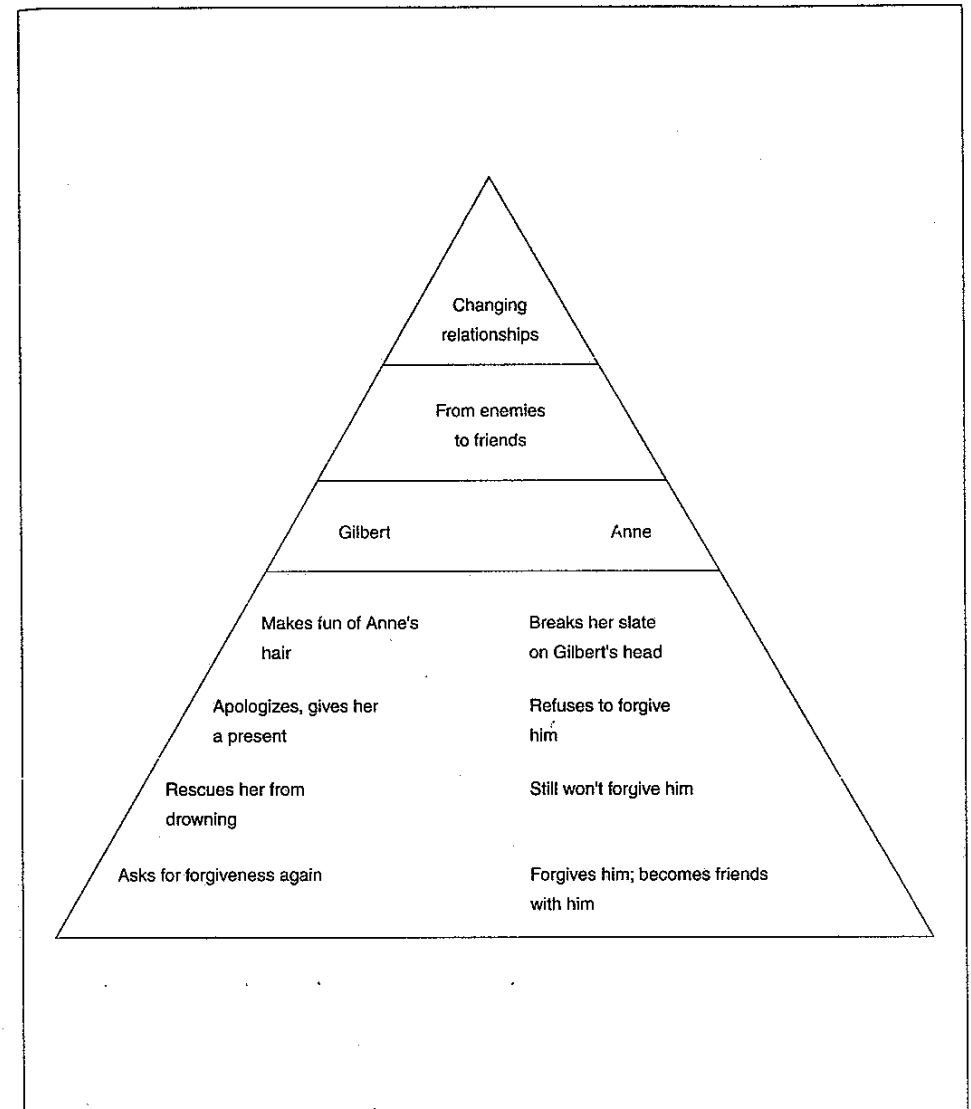 Changing
relationships
From enemies
to friends
Gilbert
Anne
Makes fun of Anne's
hair
Breaks her slate
on Gilbert's head
Apologizes, gives her
a present
Refuses to forgive
him
Rescues her from
drowning
Still won't forgive him
Asks for forgiveness again
Forgives him; becomes friends
with him